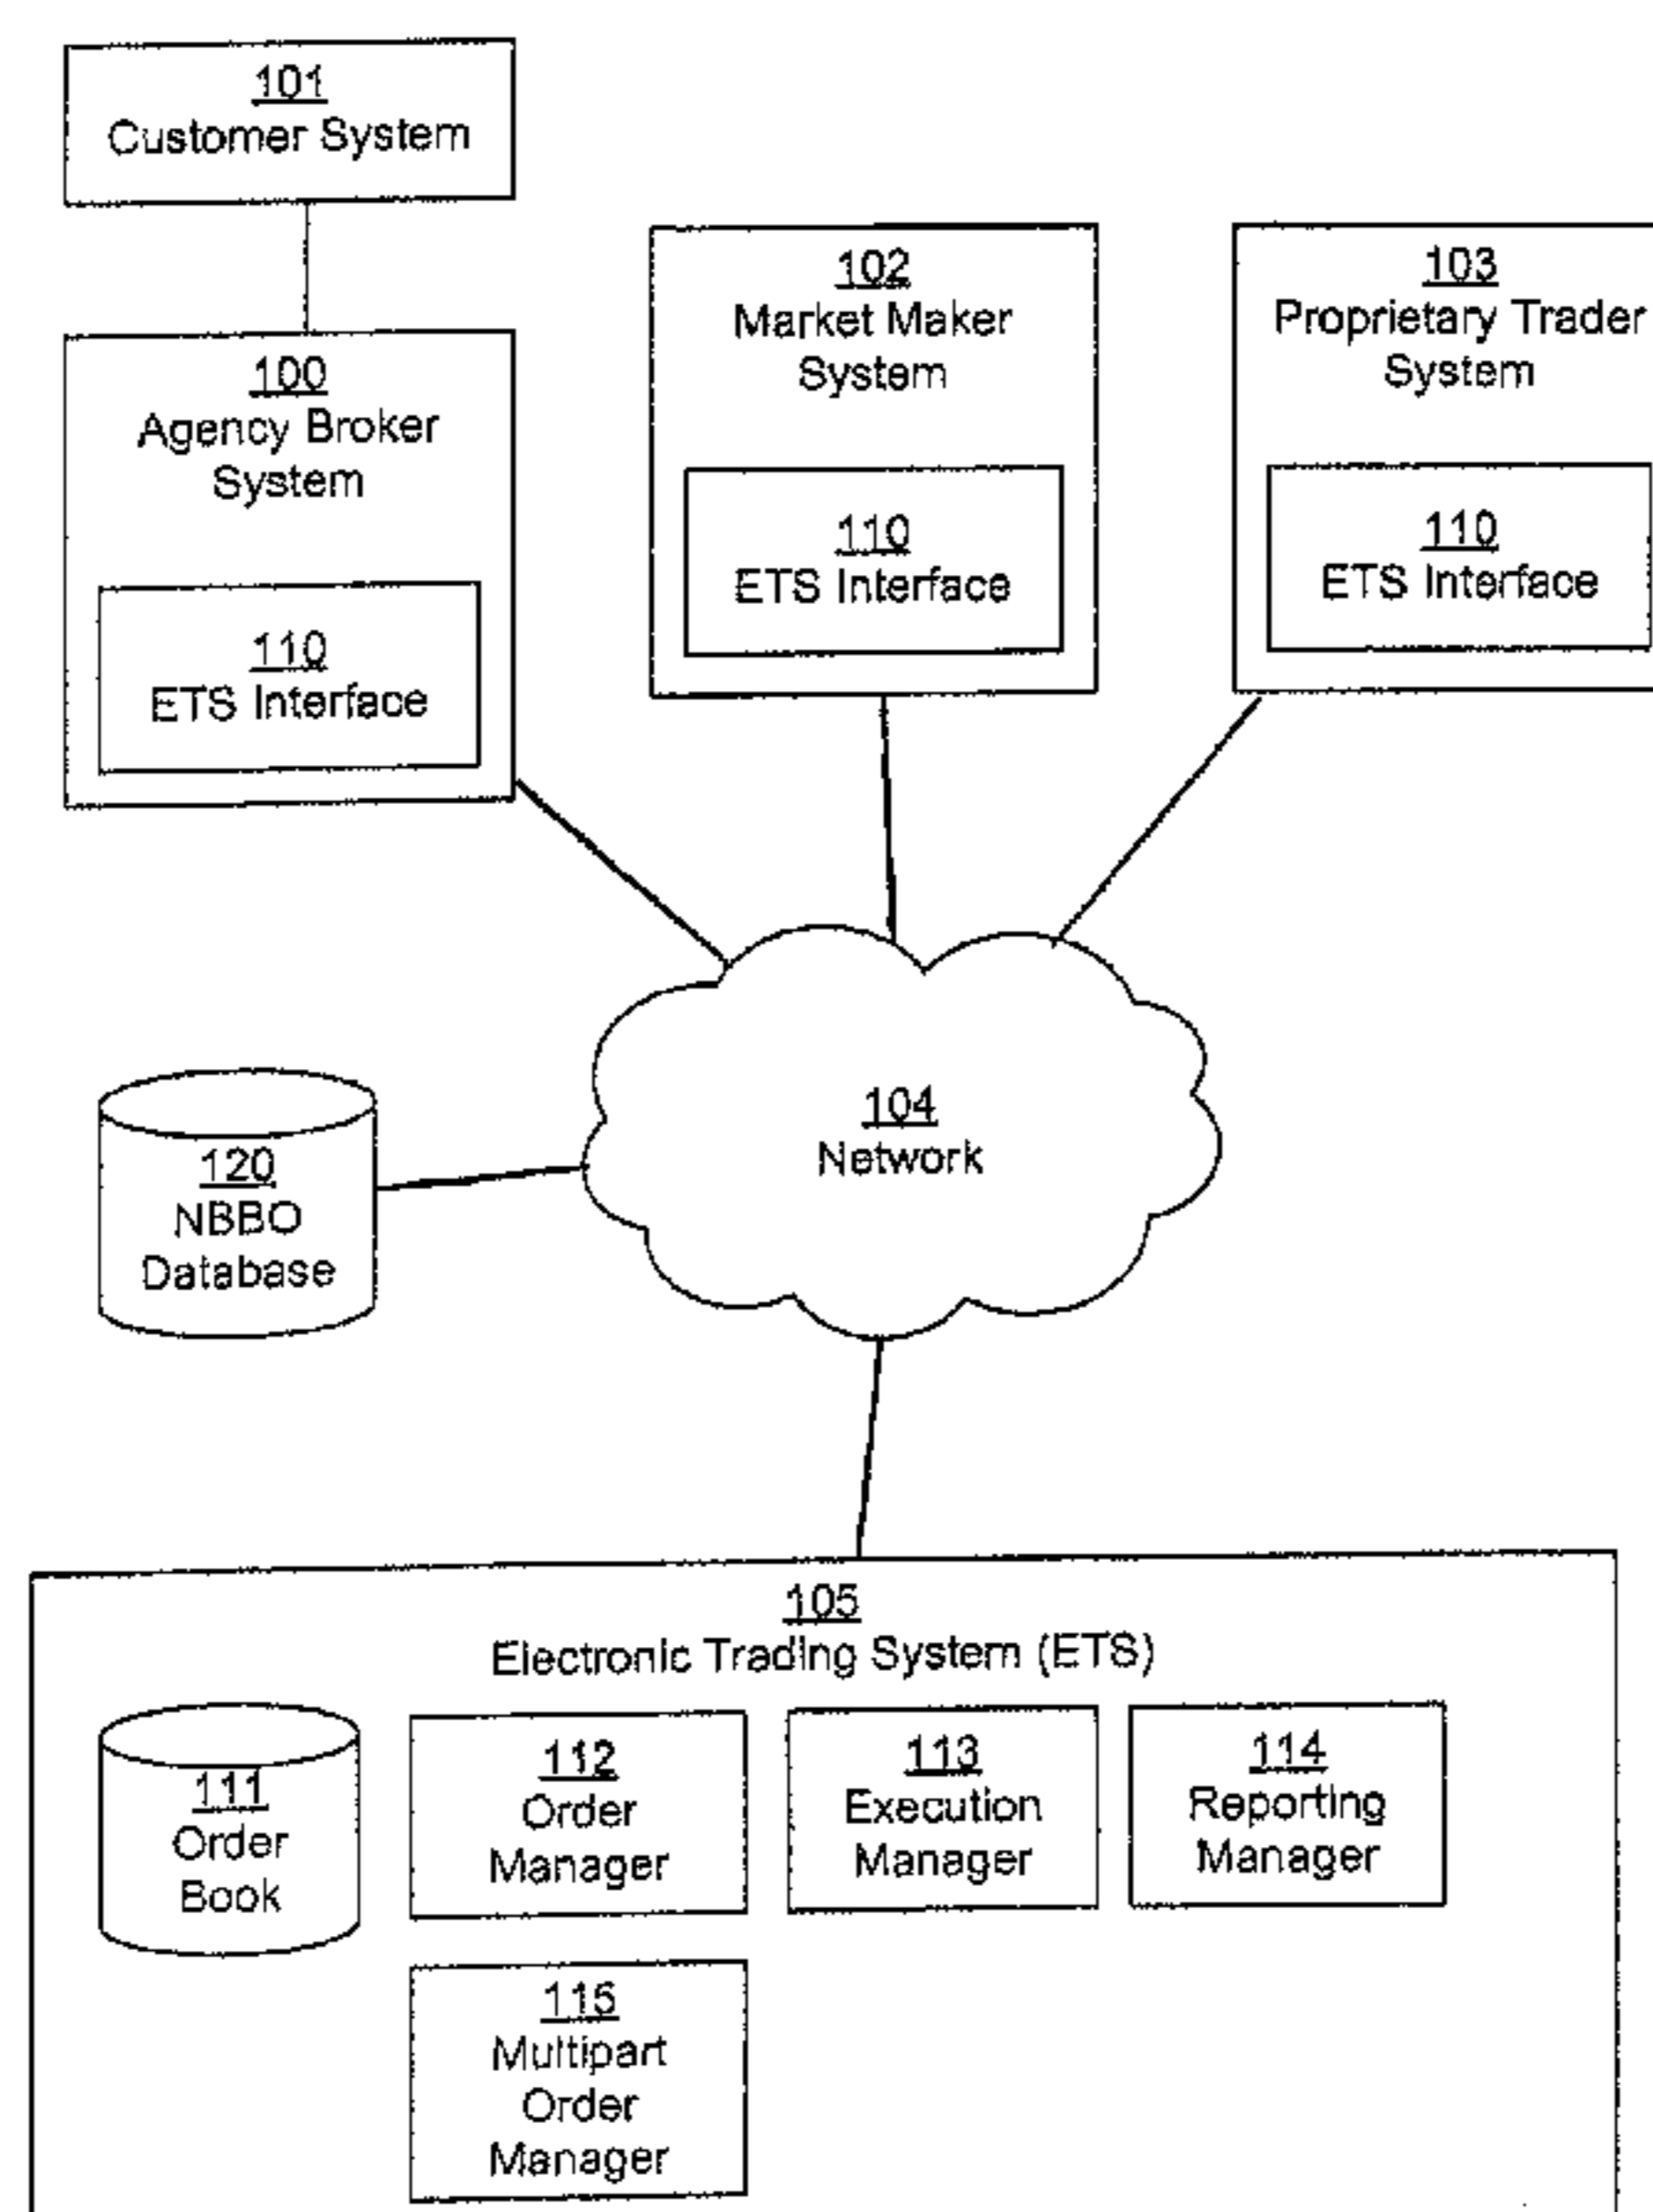 101
Customer System
100
Agency Broker
System
110
ETS Interface
102
Market Maker
System
110
ETS Interface
103
Proprietary Trader
System
110
ETS Interface
104
Network
120
NBBO
Database
105
Electronic Trading System (ETS)
111
Order
Book
112
Order
Manager
113
Execution
Manager
114
Reporting
Manager
115
Multipart
Order
Manager